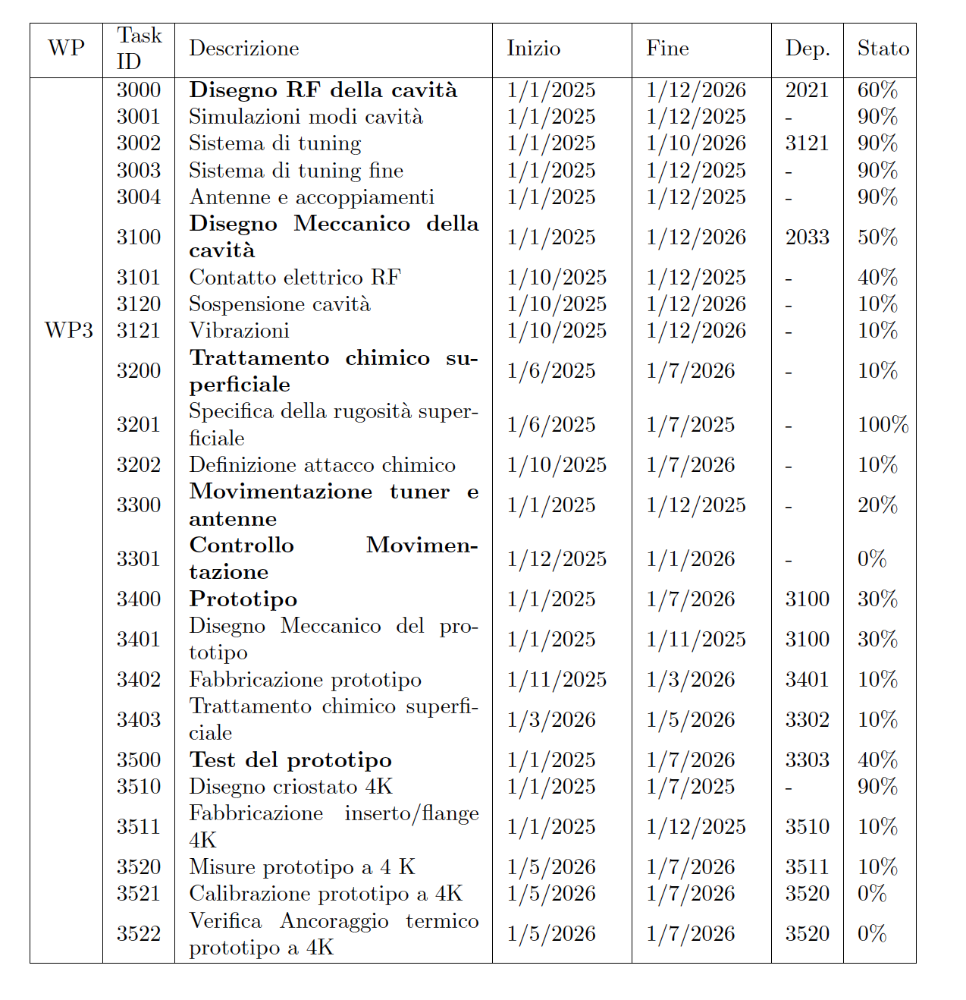 WP Task ID Descrizione Inizio Fine Dep. Stato
3000 Disegno RF della cavità 1/1/2025 1/12/2026 2021 60%
3001 Simulazioni modi cavità 1/1/2025 1/12/2025 - 90%
3002 Sistema di tuning 1/1/2025 1/10/2026 3121 90%
3003 Sistema di tuning fine 1/1/2025 1/12/2025 - 90%
3004 Antenne e accoppiamenti 1/1/2025 1/12/2025 - 90%
3100 Disegno Meccanico della
cavità 1/1/2025 1/12/2026 2033 50%
3101 Contatto elettrico RF 1/10/2025 1/12/2025 - 40%
3120 Sospensione cavità 1/10/2025 1/12/2026 - 10%
WP3 3121 Vibrazioni 1/10/2025 1/12/2026 - 10%
3200 Trattamento chimico su-
perficiale 1/6/2025 1/7/2026 - 10%
3201 Specifica della rugosità super-
ficiale 1/6/2025 1/7/2025 - 100%
3202 Definizione attacco chimico 1/10/2025 1/7/2026 - 10%
3300 Movimentazione tuner e
antenne 1/1/2025 1/12/2025 - 20%
3301 Controllo Movimen-
tazione 1/12/2025 1/1/2026 - 0%
3400 Prototipo 1/1/2025 1/7/2026 3100 30%
3401 Disegno Meccanico del pro-
totipo 1/1/2025 1/11/2025 3100 30%
3402 Fabbricazione prototipo 1/11/2025 1/3/2026 3401 10%
3403 Trattamento chimico superfi-
ciale 1/3/2026 1/5/2026 3302 10%
3500 Test del prototipo 1/1/2025 1/7/2026 3303 40%
3510 Disegno criostato 4K 1/1/2025 1/7/2025 - 90%
3511 Fabbricazione inserto/flange
4K 1/1/2025 1/12/2025 3510 10%
3520 Misure prototipo a 4 K 1/5/2026 1/7/2026 3511 10%
3521 Calibrazione prototipo a 4K 1/5/2026 1/7/2026 3520 0%
3522 Verifica Ancoraggio termico
prototipo a 4K 1/5/2026 1/7/2026 3520 0%